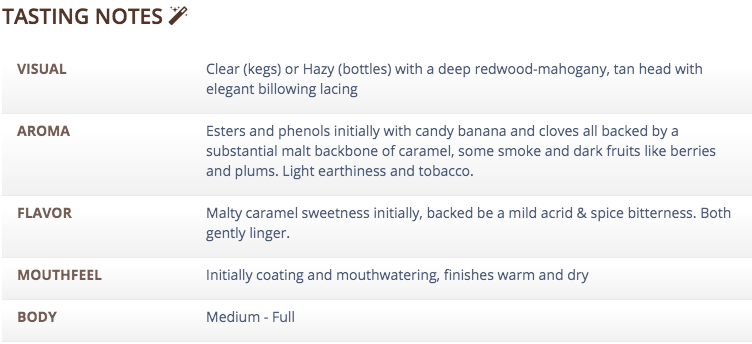 TASTING NOTES
VISUAL
Clear (kegs) or Hazy (bottles) with a deep redwood-mahogany, tan head with
elegant billowing lacing
AROMA
Esters and phenols initially with candy banana and cloves all backed by a
substantial malt backbone of caramel, some smoke and dark fruits like berries
and plums. Light earthiness and tobacco.
FLAVOR
Malty caramel sweetness initially, backed be a mild acrid & spice bitterness. Both
gently linger.
MOUTHFEEL
Initially coating and mouthwatering, finishes warm and dry
BODY
Medium - Full